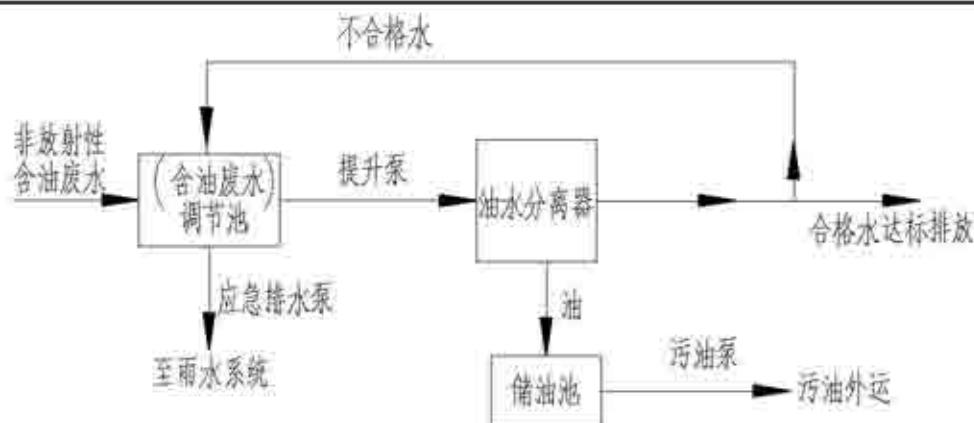 不合格水
非放射性
含油废水
(含油废水)
调节池
提升泵
油水分离器
合格水达标排放
应急排水泵
至雨水系统
油
储油池
污油泵
污油外运